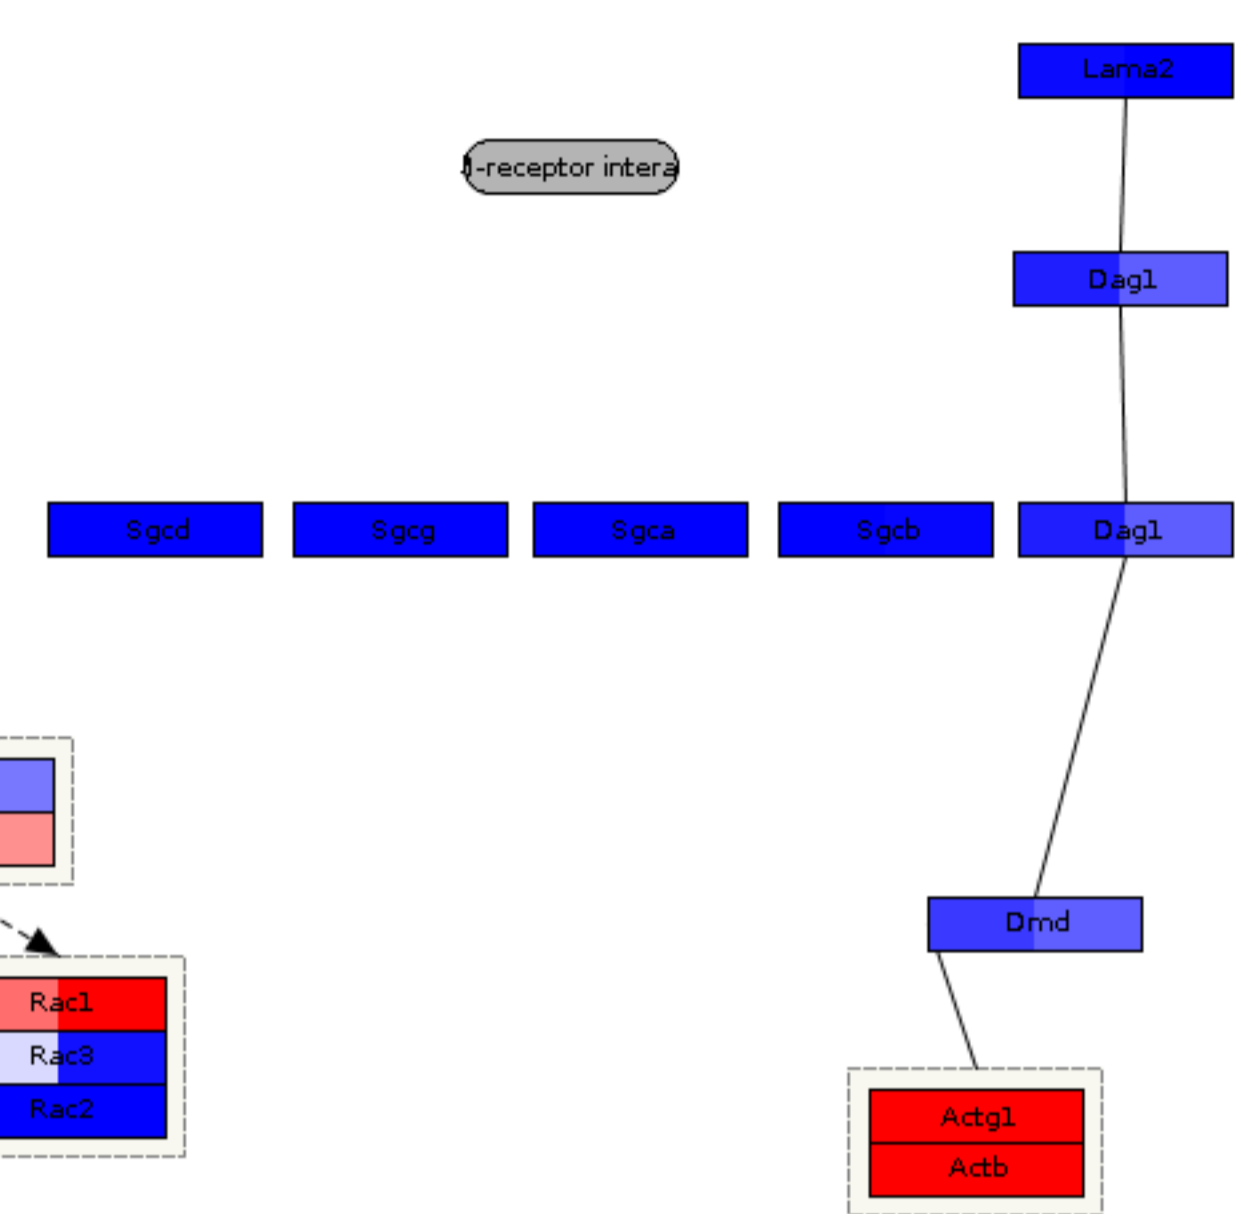 Lama2
-receptor intera
Dag1
Sgcd
Sgcg
Sgca
Sgcb
Dag1
Dmd
Rac1
Rac3
Rac2
Actg1
Actb